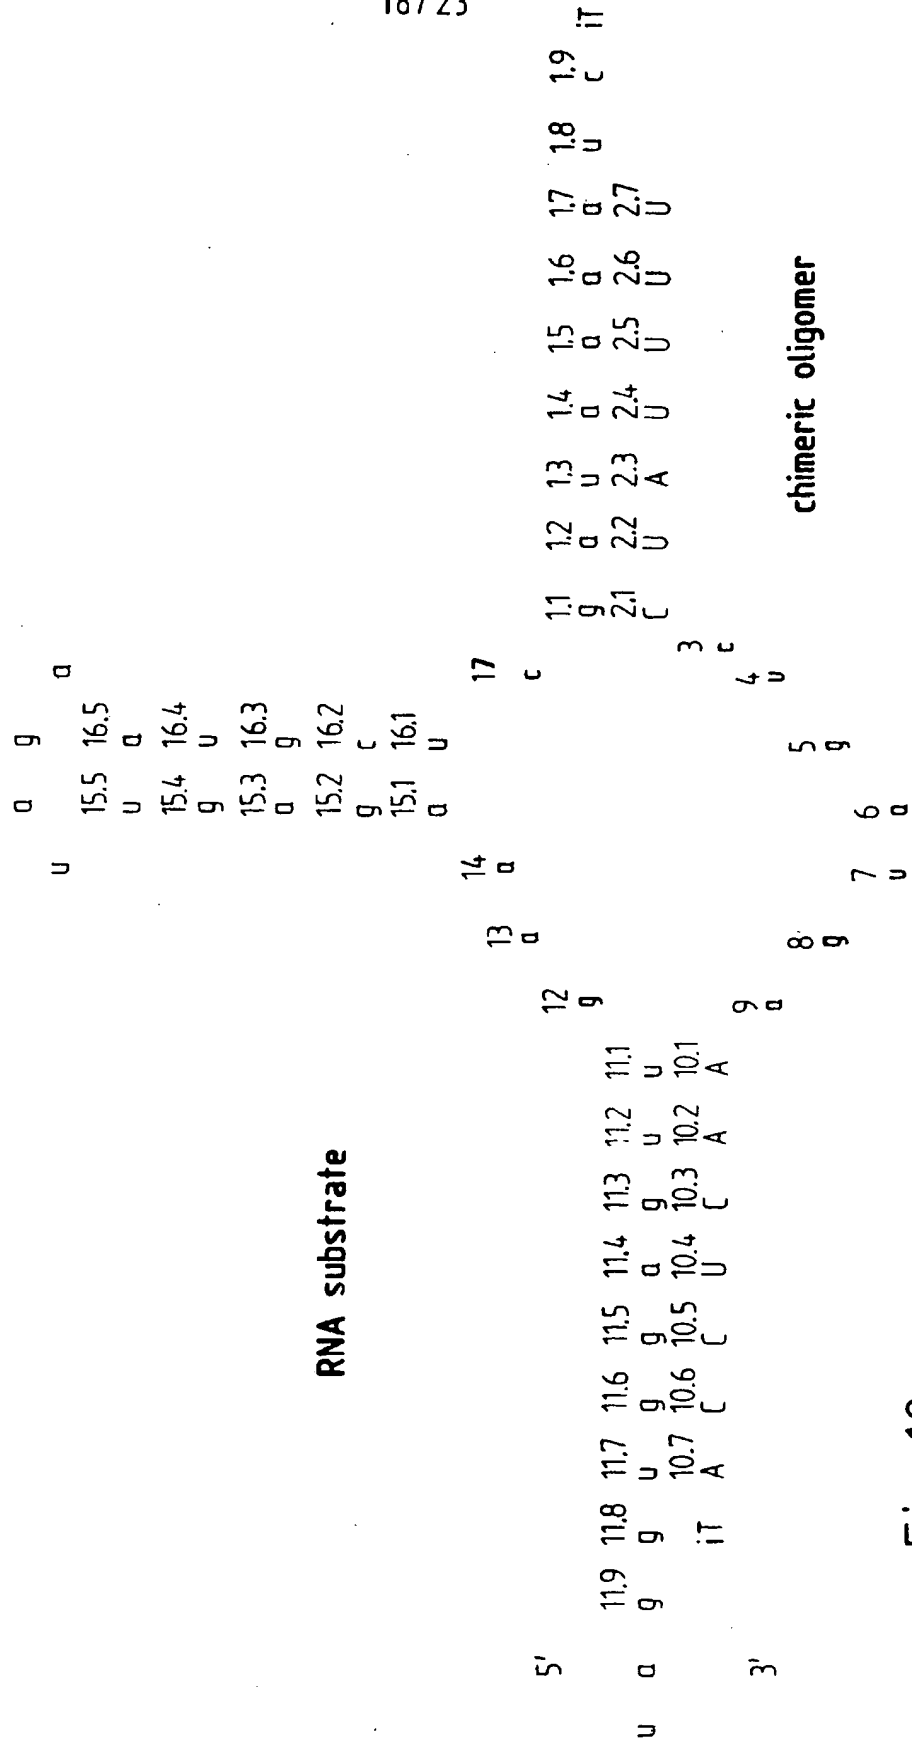 18/23
a g
u a
15.5 16.5
u a
15.4 16.4
g u
15.3 16.3
a g
RNA substrate
15.2 16.2
g c
15.1 16.1
a u
14 17
13 a
a c
5' 12 1.1 1.2 1.3 1.4 1.5 1.6 1.7 1.8 1.9
g g a u a a a a u c iT
11.9 11.8 11.7 11.6 11.5 11.4 11.3 11.2 11.1 2.1 2.2 2.3 2.4 2.5 2.6 2.7
u a g g u g g a g u u C U A U U U U
10.7 10.6 10.5 10.4 10.3 10.2 10.1 3
iT A C C U C A A c
3' 9 4
a u
chimeric oligomer
8 5
g g
7 6
u a